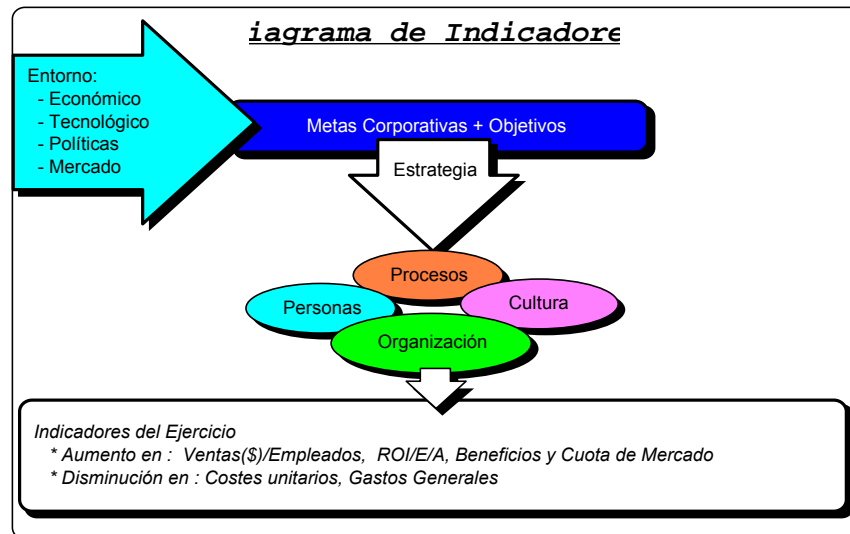 iagrama de Indicadore
Entorno:
- Económico
- Tecnológico
- Políticas
- Mercado
Metas Corporativas + Objetivos
Estrategia
Procesos
Personas
Cultura
Organización
Indicadores del Ejercicio
* Aumento en : Ventas($)/Empleados, ROI/E/A, Beneficios y Cuota de Mercado
* Disminución en : Costes unitarios, Gastos Generales